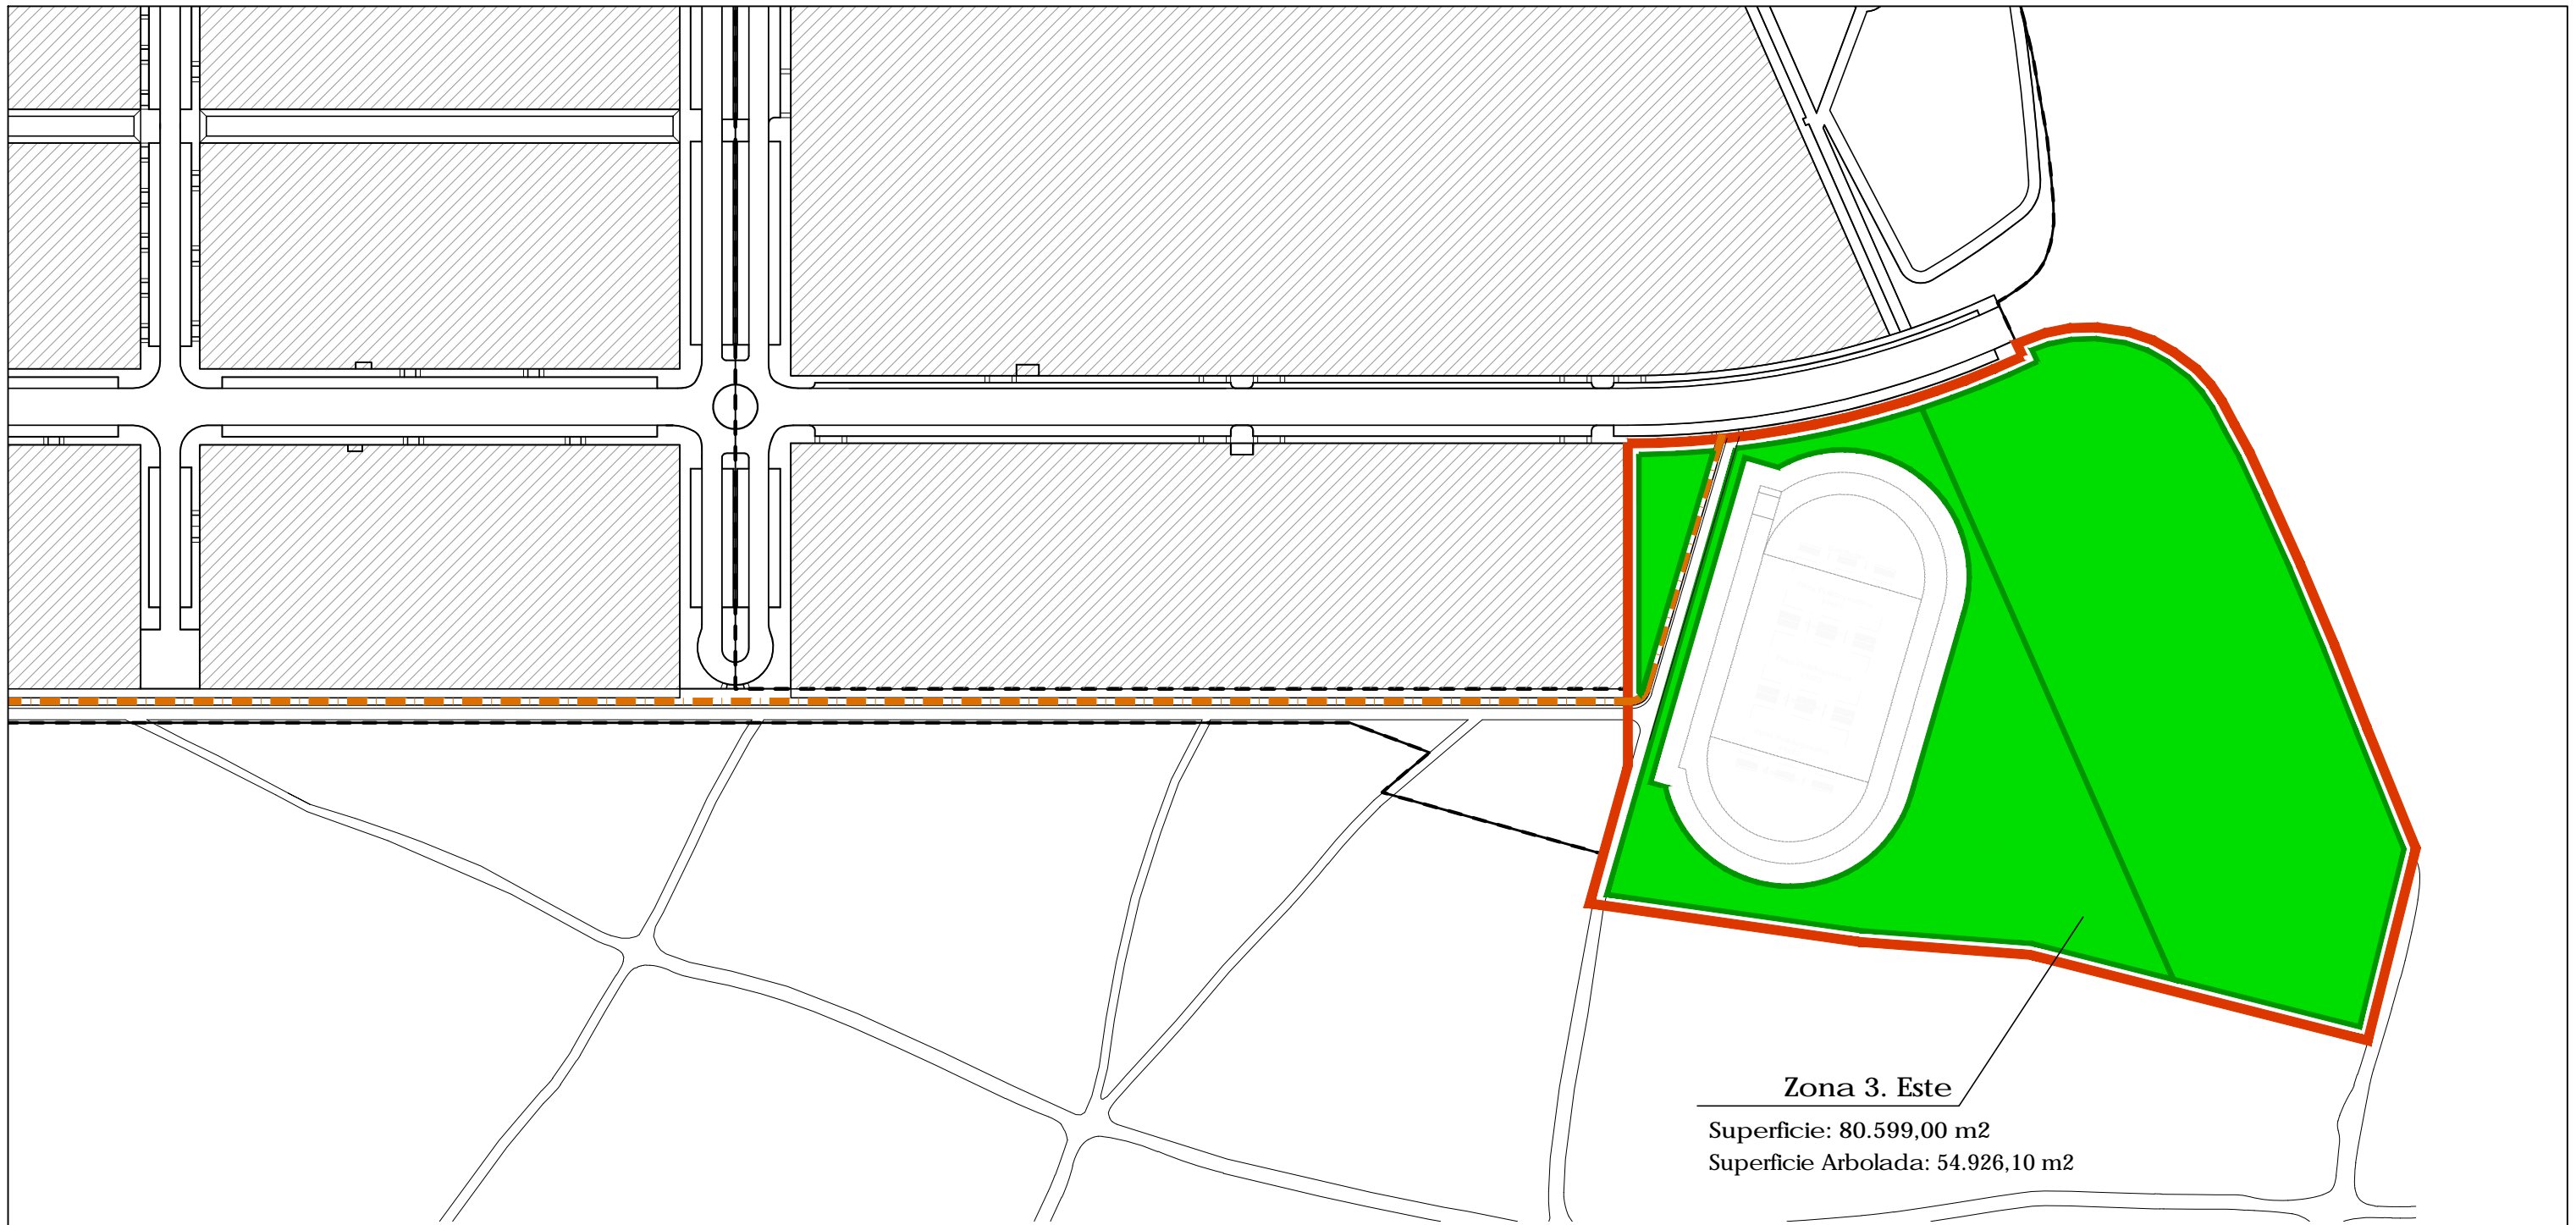 Zona 3. Este
Superficie: 80.599,00 m2
Superficie Arbolada: 54.926,10 m2